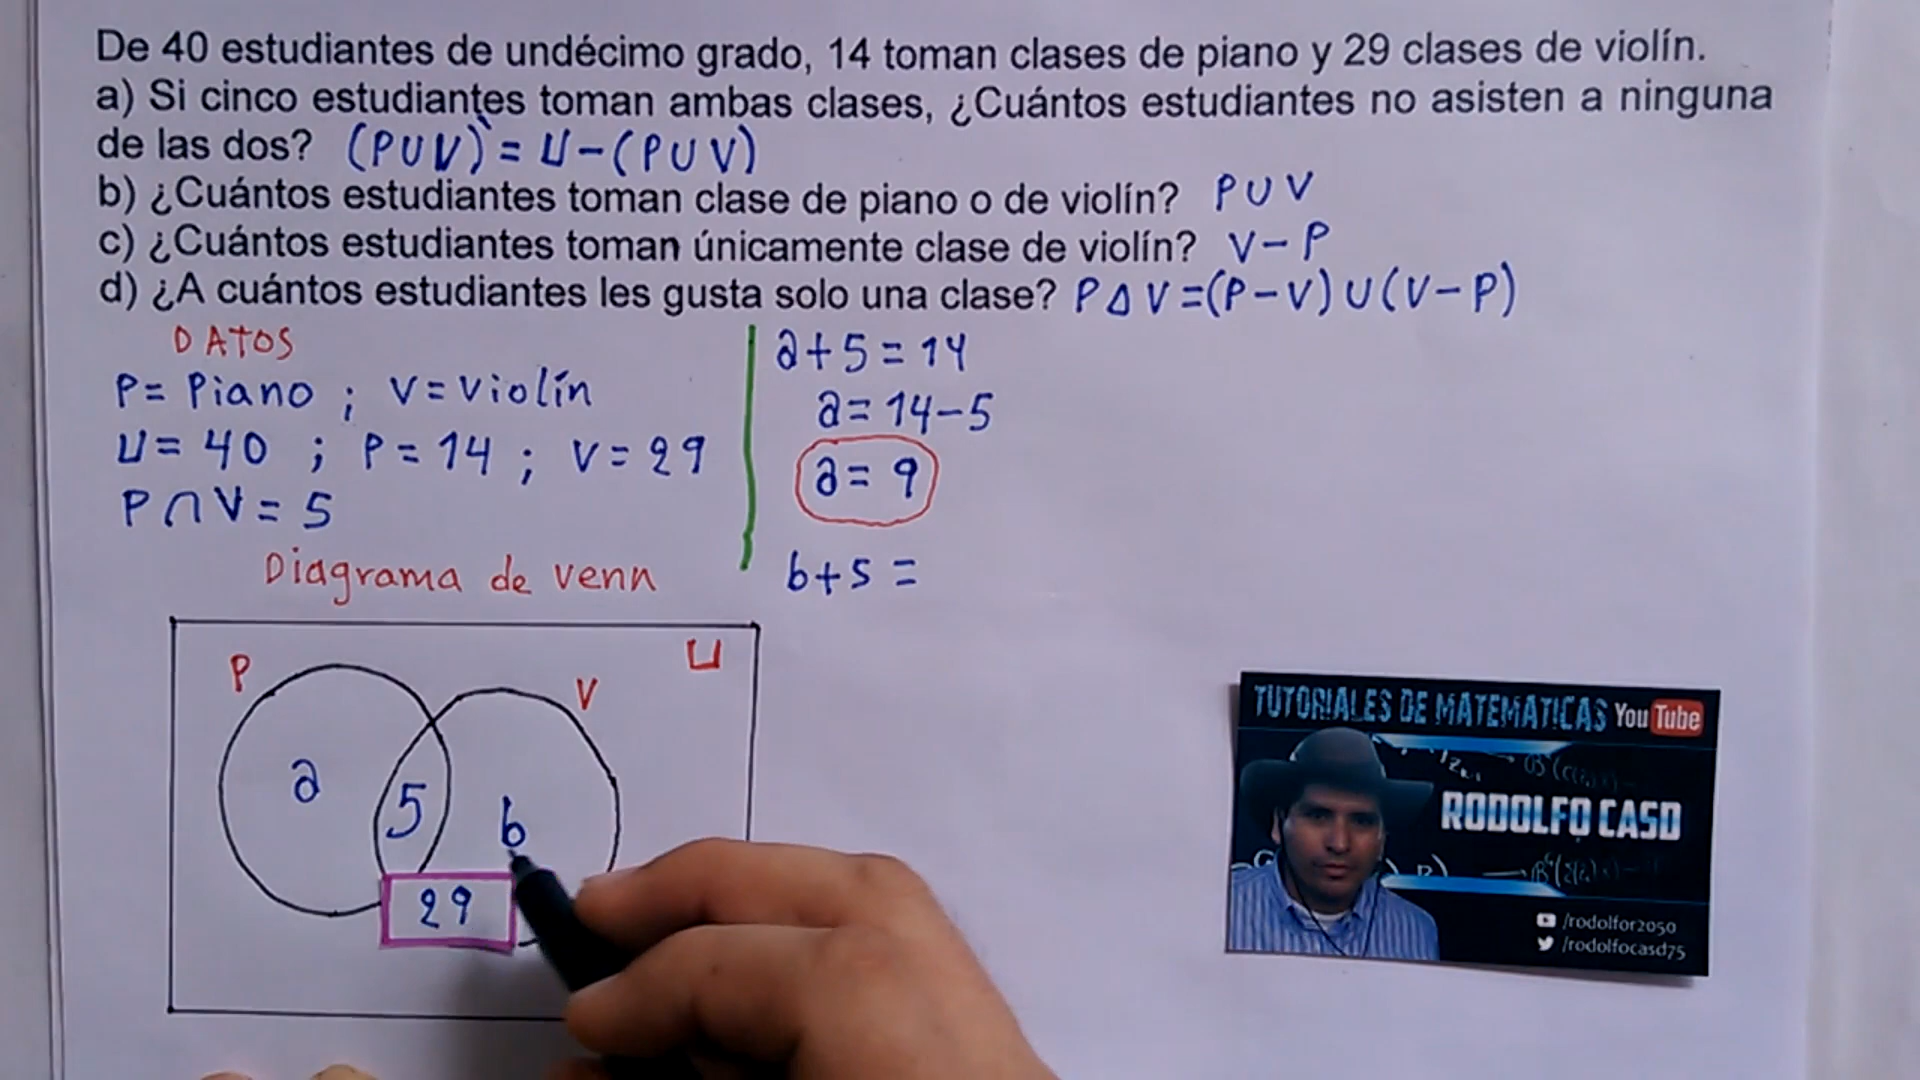 De 40 estudiantes de undécimo grado, 14 toman clases de piano y 29 clases de violín.
a) Si cinco estudiantes toman ambas clases, ¿Cuántos estudiantes no asisten a ninguna
de las dos? (P∪V)` = U-(P∪V)
b) ¿Cuántos estudiantes toman clase de piano o de violín? P∪V
c) ¿Cuántos estudiantes toman únicamente clase de violín? V-P
d) ¿A cuántos estudiantes les gusta solo una clase? P∆V=(P-V)∪(V-P)
DATOS
P= Piano ; V=Violín
U=40 ; P=14 ; V=29
P∩V=5
a+5=14
a=14-5
a=9
b+5=
Diagrama de venn
P V U
a 5 b
29
TUTORIALES DE MATEMATICAS YouTube
RODOLFO CASD
/rodolfor2050
/rodolfocasd75